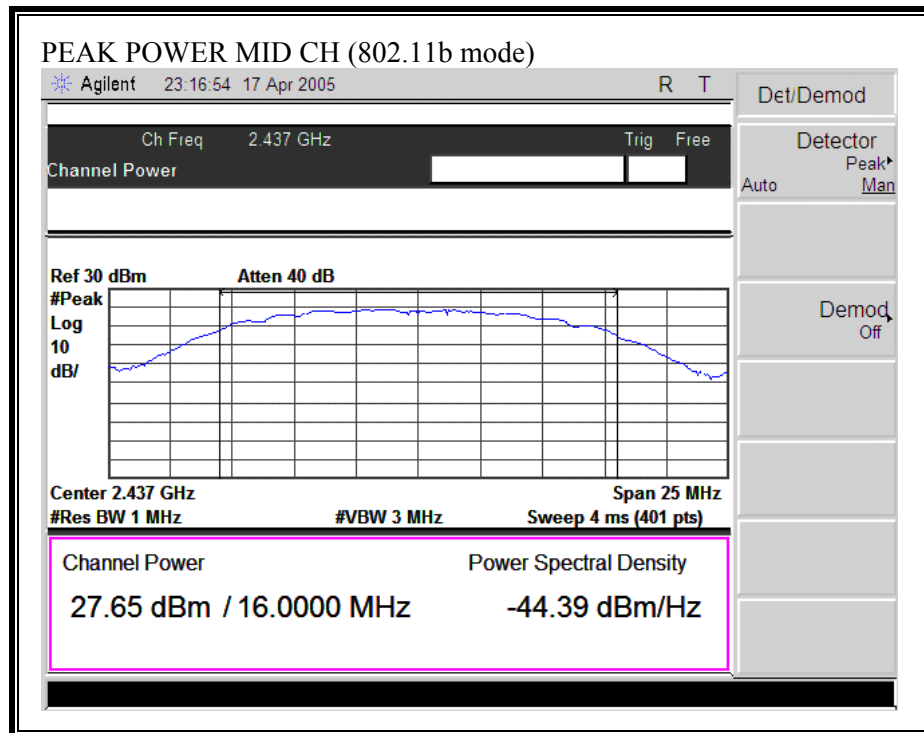 PEAK POWER MID CH (802.11b mode)
Agilent 23:16:54 17 Apr 2005 R T
Det/Demod
Ch Freq 2.437 GHz Trig Free
Channel Power
Detector
Peak
Auto Man
Ref 30 dBm Atten 40 dB
#Peak
Log
10
dB/
Demod
Off
Center 2.437 GHz Span 25 MHz
#Res BW 1 MHz #VBW 3 MHz Sweep 4 ms (401 pts)
Channel Power Power Spectral Density
27.65 dBm / 16.0000 MHz -44.39 dBm/Hz